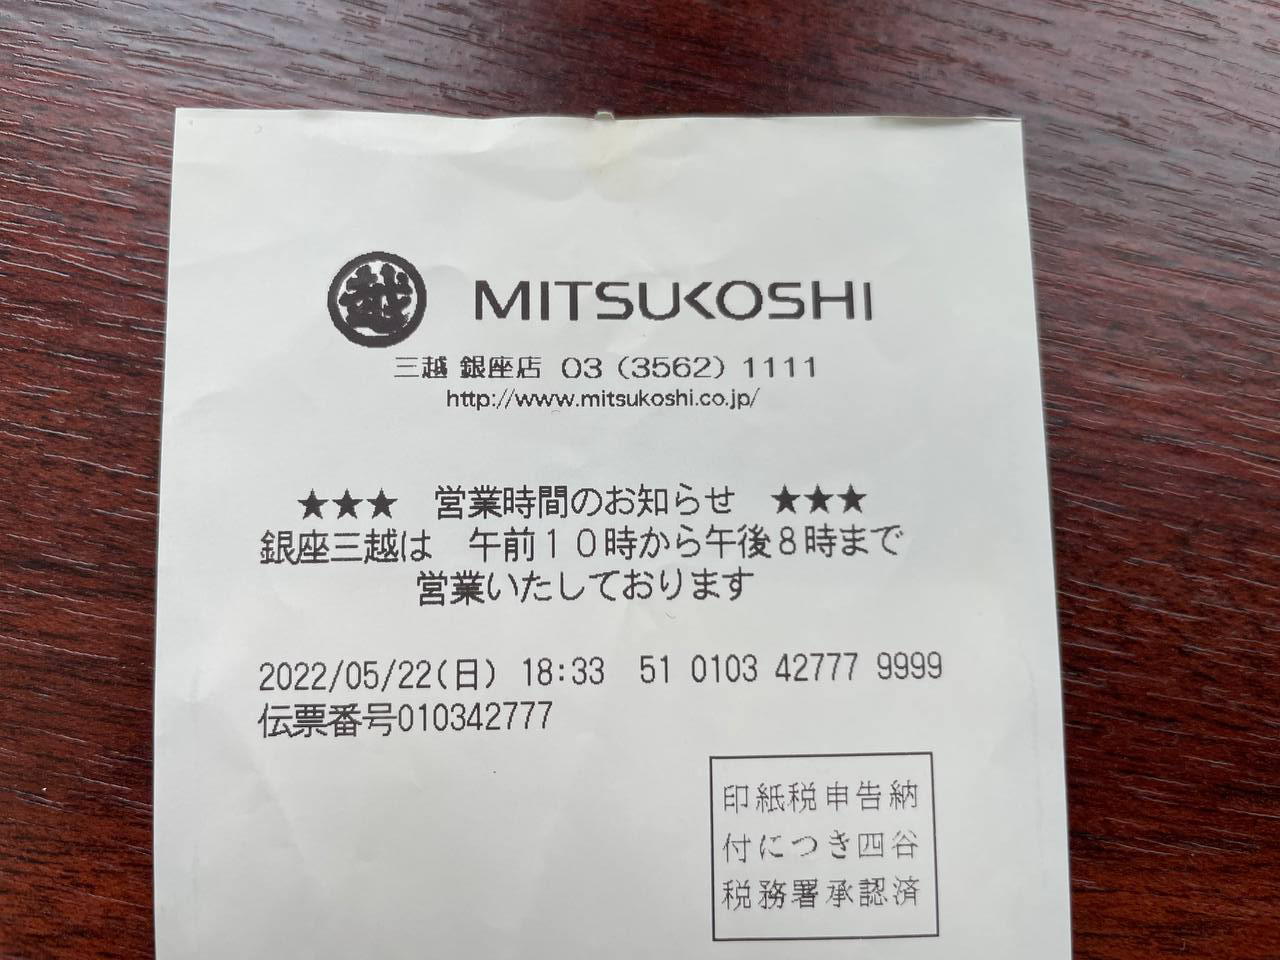 越 MITSUKOSHI
三越 銀座店 03 (3562) 1111
http://www.mitsukoshi.co.jp/
★★★ 営業時間のお知らせ ★★★
銀座三越は 午前10時から午後8時まで
営業いたしております
2022/05/22(日) 18:33 51 0103 42777 9999
伝票番号010342777
印紙税申告納
付につき四谷
税務署承認済